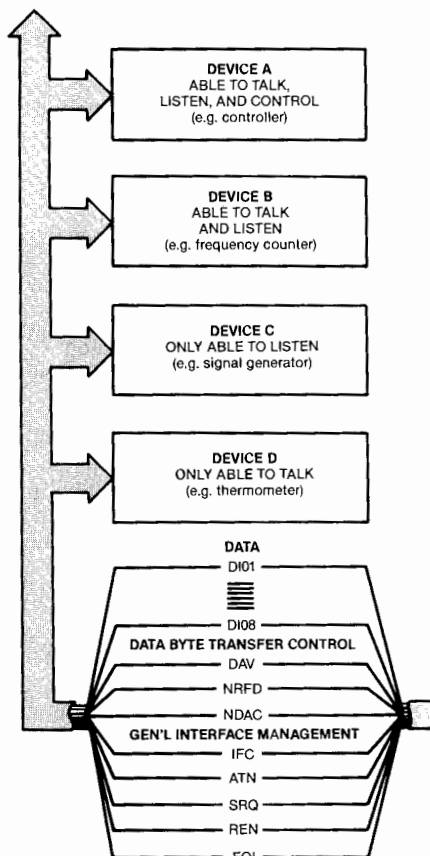 DEVICE A
ABLE TO TALK,
LISTEN, AND CONTROL
(e.g. controller)
DEVICE B
ABLE TO TALK
AND LISTEN
(e.g. frequency counter)
DEVICE C
ONLY ABLE TO LISTEN
(e.g. signal generator)
DEVICE D
ONLY ABLE TO TALK
(e.g. thermometer)
DATA
DI01
DI08
DATA BYTE TRANSFER CONTROL
DAV
NRFD
NDAC
GEN'L INTERFACE MANAGEMENT
IFC
ATN
SRQ
REN